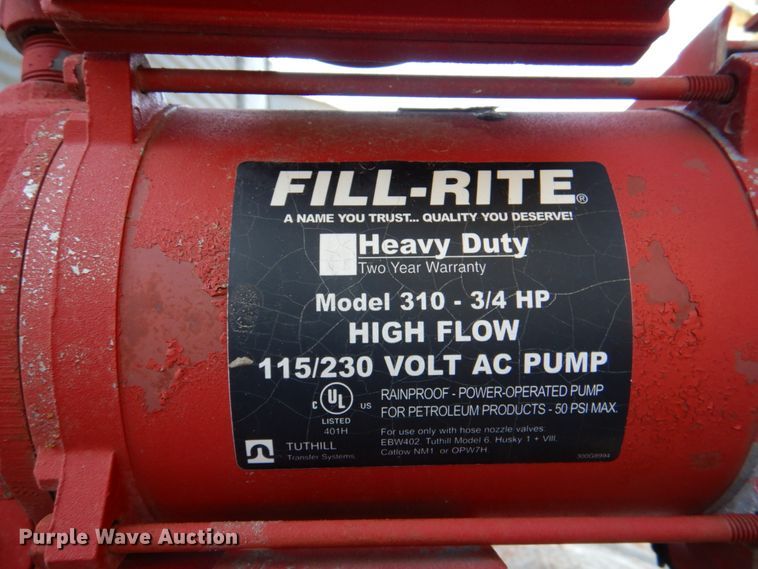 FILL-RITE®
A NAME YOU TRUST... QUALITY YOU DESERVE!
Heavy Duty
Two Year Warranty
Model 310 - 3/4 HP
HIGH FLOW
115/230 VOLT AC PUMP
C UL US
LISTED
401H
RAINPROOF - POWER-OPERATED PUMP
FOR PETROLEUM PRODUCTS - 50 PSI MAX.
For use only with hose nozzle valves:
EBW402, Tuthill Model 6, Husky 1 + VIII,
Catlow NM1 or OPW7H.
TUTHILL
Transfer Systems
300G8994
Purple Wave Auction